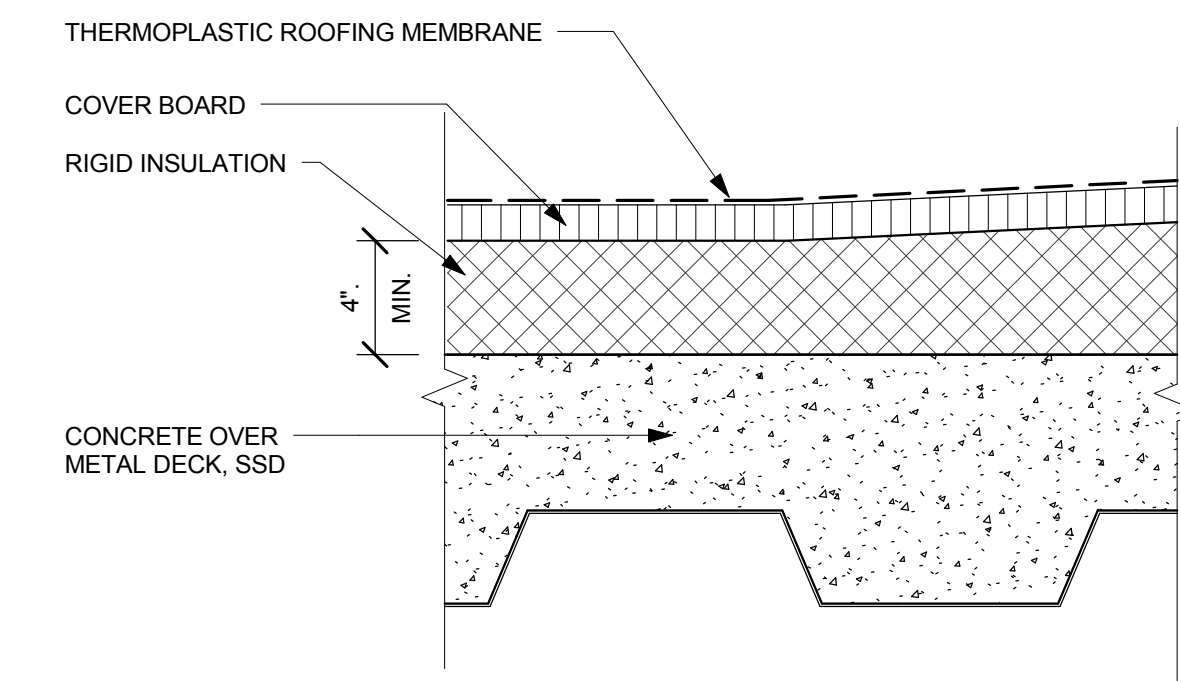 THERMOPLASTIC ROOFING MEMBRANE
COVER BOARD
RIGID INSULATION
4".
MIN.
CONCRETE OVER
METAL DECK, SSD